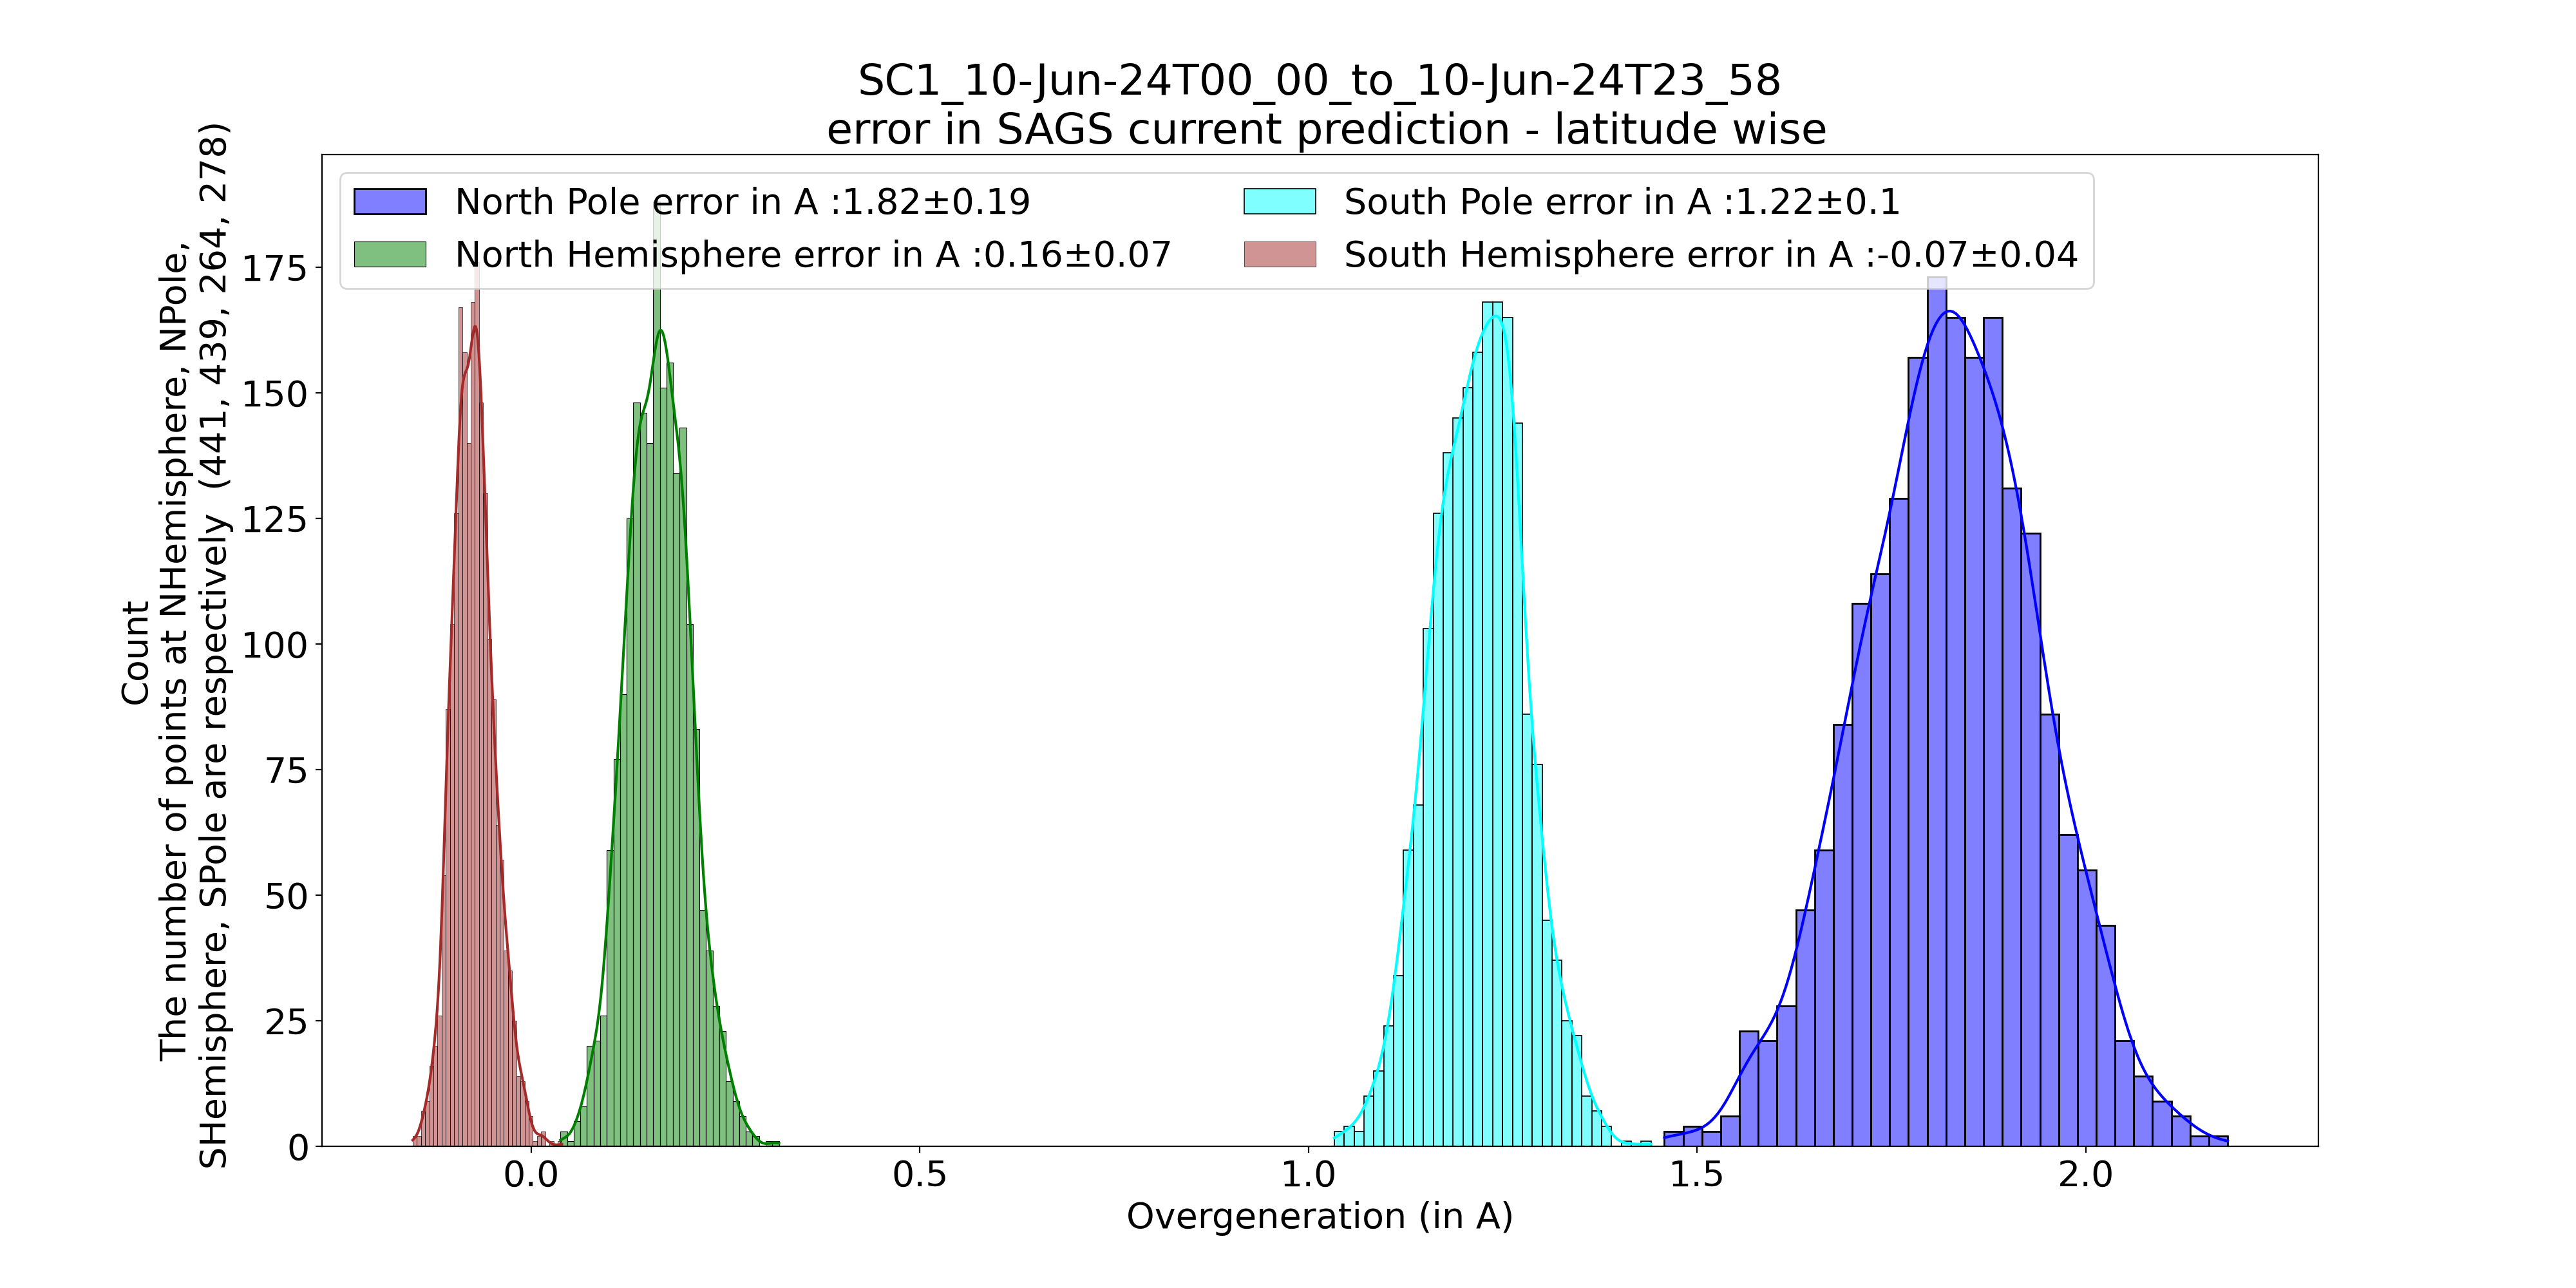 SC1_10-Jun-24T00_00_to_10-Jun-24T23_58
error in SAGS current prediction - latitude wise
North Pole error in A :1.82±0.19
North Hemisphere error in A :0.16±0.07
South Pole error in A :1.22±0.1
South Hemisphere error in A :-0.07±0.04
Count
The number of points at NHemisphere, NPole,
SHemisphere, SPole are respectively (441, 439, 264, 278)
175
150
125
100
75
50
25
0
0.0
0.5
1.0
1.5
2.0
Overgeneration (in A)